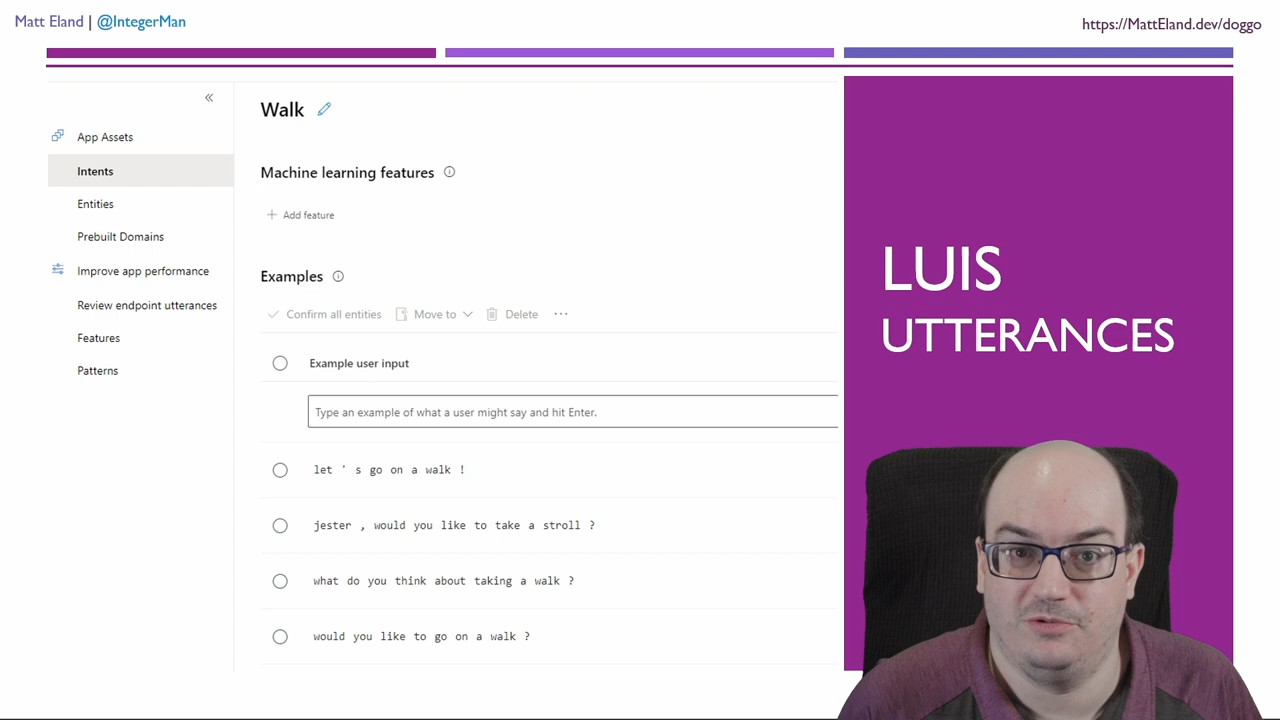 Matt Eland | @IntegerMan
https://MattEland.dev/doggo
Walk
App Assets
Intents
Entities
Prebuilt Domains
Improve app performance
Review endpoint utterances
Features
Patterns
Machine learning features
+ Add feature
Examples
Confirm all entities Move to Delete ...
Example user input
Type an example of what a user might say and hit Enter.
let ' s go on a walk !
jester , would you like to take a stroll ?
what do you think about taking a walk ?
would you like to go on a walk ?
LUIS
UTTERANCES